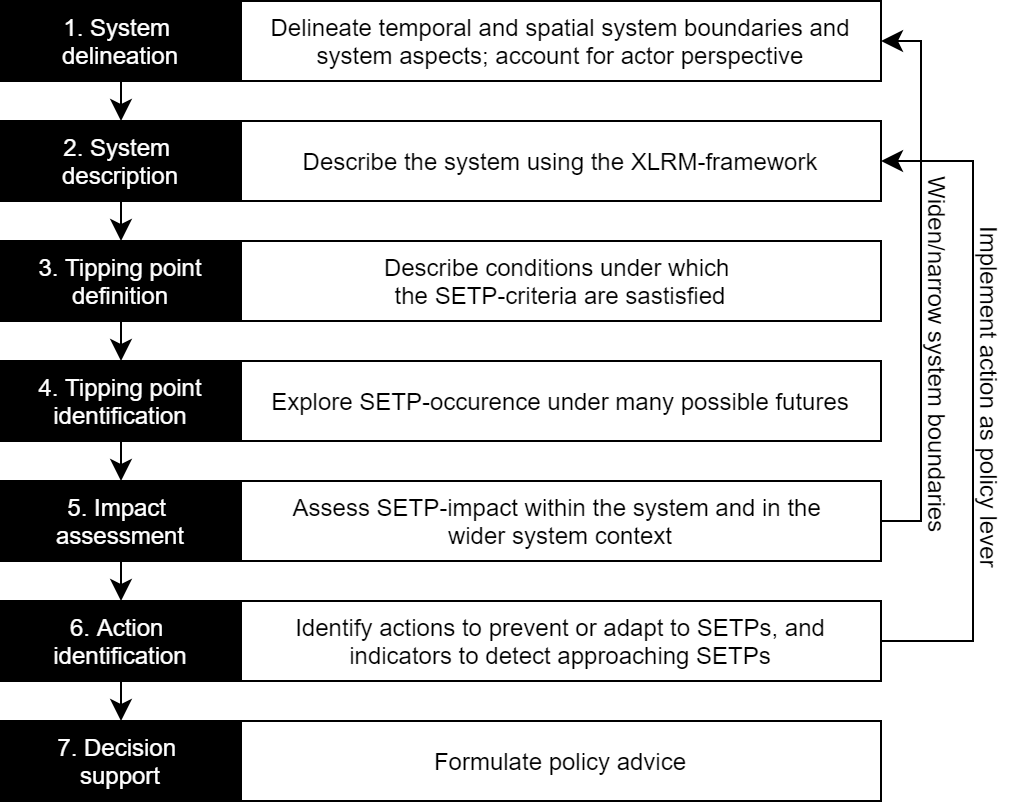 1. System
delineation
Delineate temporal and spatial system boundaries and
system aspects; account for actor perspective
2. System
description
Describe the system using the XLRM-framework
3. Tipping point
definition
Describe conditions under which
the SETP-criteria are sastisfied
4. Tipping point
identification
Explore SETP-occurence under many possible futures
5. Impact
assessment
Assess SETP-impact within the system and in the
wider system context
6. Action
identification
Identify actions to prevent or adapt to SETPs, and
indicators to detect approaching SETPs
7. Decision
support
Formulate policy advice
Widen/narrow system boundaries
Implement action as policy lever